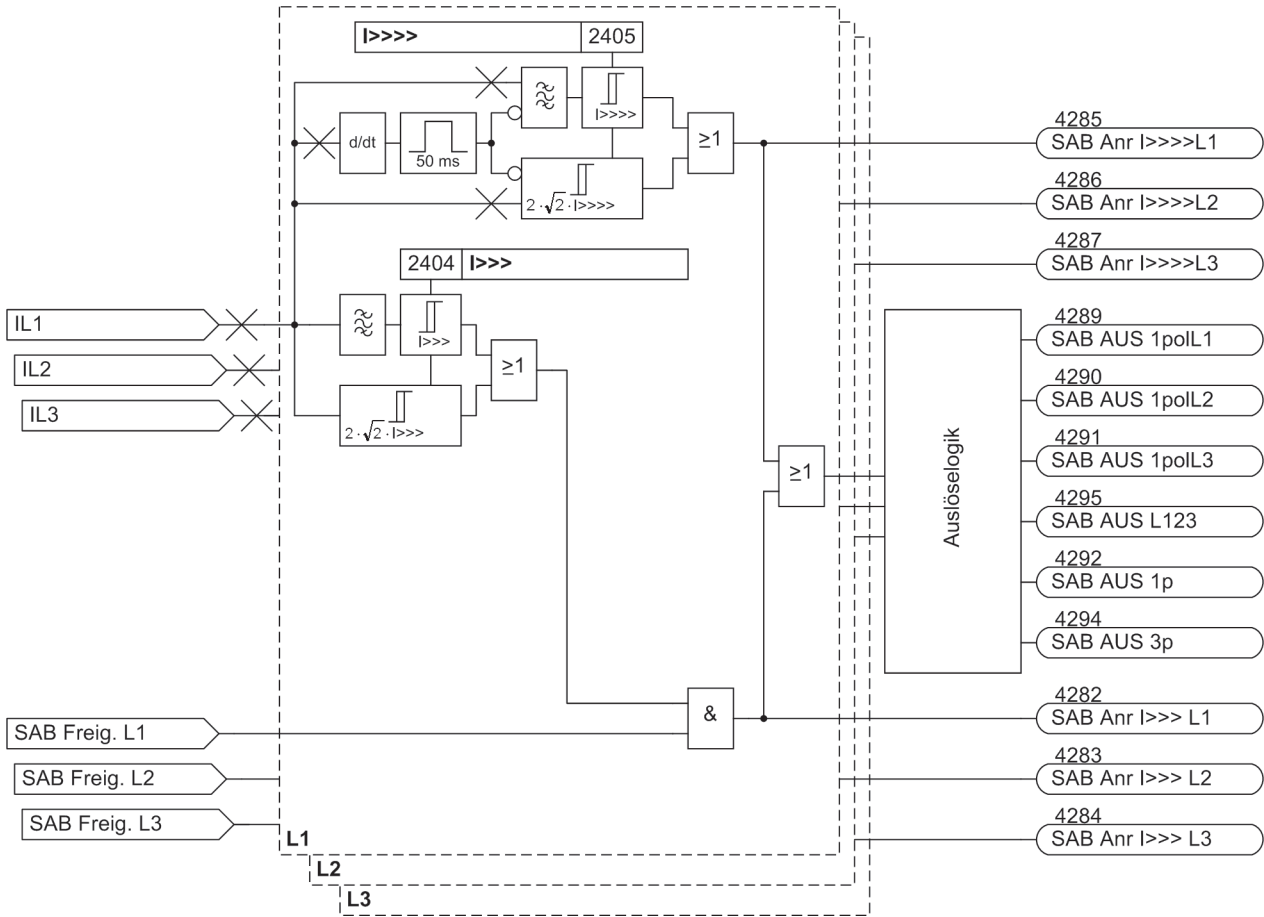 I>>>> 2405
I>>>>
d/dt
50 ms
≥1
2·√2·I>>>>
2404 I>>>
I>>>
≥1
2·√2·I>>>
IL1
IL2
IL3
≥1
&
SAB Freig. L1
SAB Freig. L2
SAB Freig. L3
L1
L2
L3
Auslöselogik
4285
SAB Anr I>>>>L1
4286
SAB Anr I>>>>L2
4287
SAB Anr I>>>>L3
4289
SAB AUS 1polL1
4290
SAB AUS 1polL2
4291
SAB AUS 1polL3
4295
SAB AUS L123
4292
SAB AUS 1p
4294
SAB AUS 3p
4282
SAB Anr I>>> L1
4283
SAB Anr I>>> L2
4284
SAB Anr I>>> L3